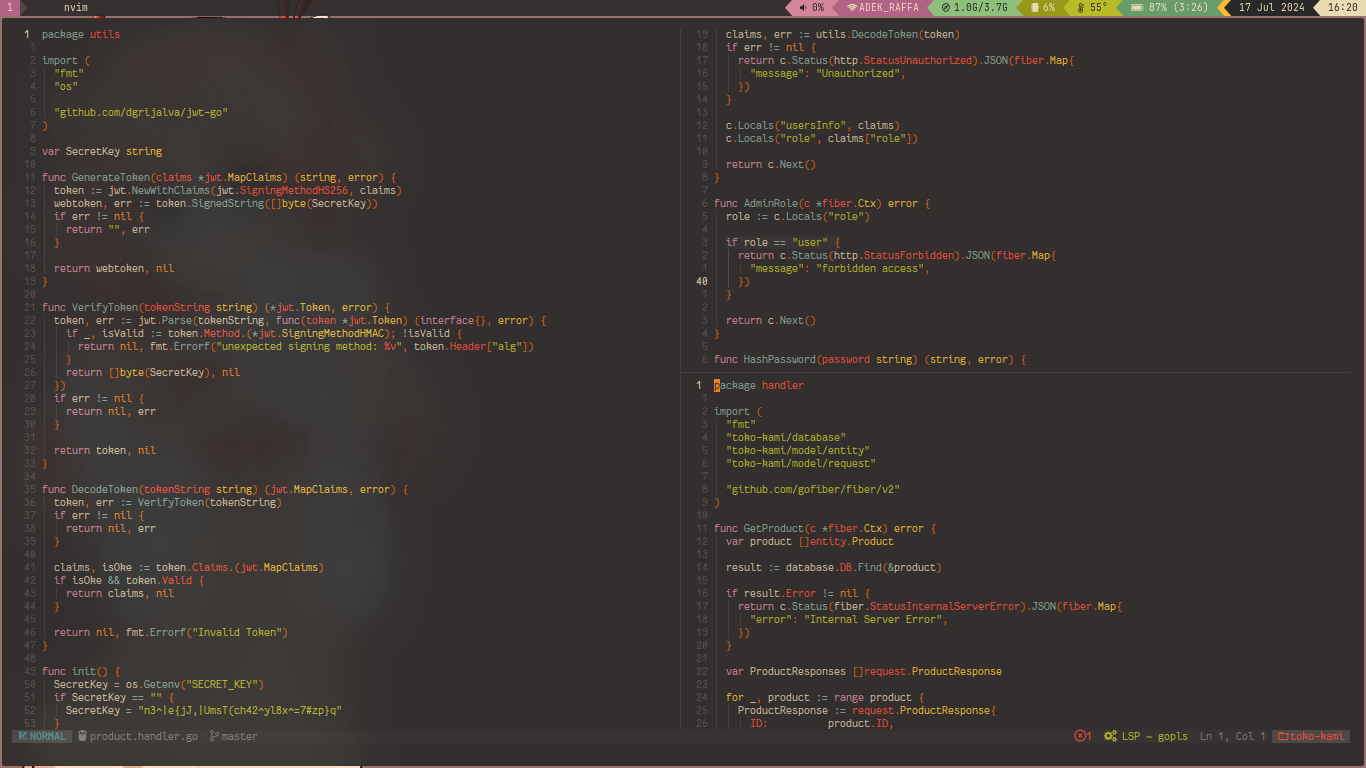 1 nvim 0% ADEK_RAFFA 1.0G/3.7G 6% 55° 87% (3:26) 17 Jul 2024 16:20
1 package utils
1
2 import (
3 "fmt"
4 "os"
5
6 "github.com/dgrijalva/jwt-go"
7 )
8
9 var SecretKey string
10
11 func GenerateToken(claims *jwt.MapClaims) (string, error) {
12 token := jwt.NewWithClaims(jwt.SigningMethodHS256, claims)
13 webtoken, err := token.SignedString([]byte(SecretKey))
14 if err != nil {
15 return "", err
16 }
17
18 return webtoken, nil
19 }
20
21 func VerifyToken(tokenString string) (*jwt.Token, error) {
22 token, err := jwt.Parse(tokenString, func(token *jwt.Token) (interface{}, error) {
23 if _, isValid := token.Method.(*jwt.SigningMethodHMAC); !isValid {
24 return nil, fmt.Errorf("unexpected signing method: %v", token.Header["alg"])
25 }
26 return []byte(SecretKey), nil
27 })
28 if err != nil {
29 return nil, err
30 }
31
32 return token, nil
33 }
34
35 func DecodeToken(tokenString string) (jwt.MapClaims, error) {
36 token, err := VerifyToken(tokenString)
37 if err != nil {
38 return nil, err
39 }
40
41 claims, isOke := token.Claims.(jwt.MapClaims)
42 if isOke && token.Valid {
43 return claims, nil
44 }
45
46 return nil, fmt.Errorf("Invalid Token")
47 }
48
49 func init() {
50 SecretKey = os.Getenv("SECRET_KEY")
51 if SecretKey == "" {
52 SecretKey = "n3^|e{jJ,|UmsT(ch42^yl8x^=7#zp}q"
53 }
19 claims, err := utils.DecodeToken(token)
18 if err != nil {
17 return c.Status(http.StatusUnauthorized).JSON(fiber.Map{
16 "message": "Unauthorized",
15 })
14 }
13
12 c.Locals("usersInfo", claims)
11 c.Locals("role", claims["role"])
10
9 return c.Next()
8 }
7
6 func AdminRole(c *fiber.Ctx) error {
5 role := c.Locals("role")
4
3 if role == "user" {
2 return c.Status(http.StatusForbidden).JSON(fiber.Map{
1 "message": "forbidden access",
40 })
1 }
2
3 return c.Next()
4 }
5
6 func HashPassword(password string) (string, error) {
1 package handler
1
2 import (
3 "fmt"
4 "toko-kami/database"
5 "toko-kami/model/entity"
6 "toko-kami/model/request"
7
8 "github.com/gofiber/fiber/v2"
9 )
10
11 func GetProduct(c *fiber.Ctx) error {
12 var product []entity.Product
13
14 result := database.DB.Find(&product)
15
16 if result.Error != nil {
17 return c.Status(fiber.StatusInternalServerError).JSON(fiber.Map{
18 "error": "Internal Server Error",
19 })
20 }
21
22 var ProductResponses []request.ProductResponse
23
24 for _, product := range product {
25 ProductResponse := request.ProductResponse{
26 ID: product.ID,
NORMAL product.handler.go master 1 LSP ~ gopls Ln 1, Col 1 toko-kami